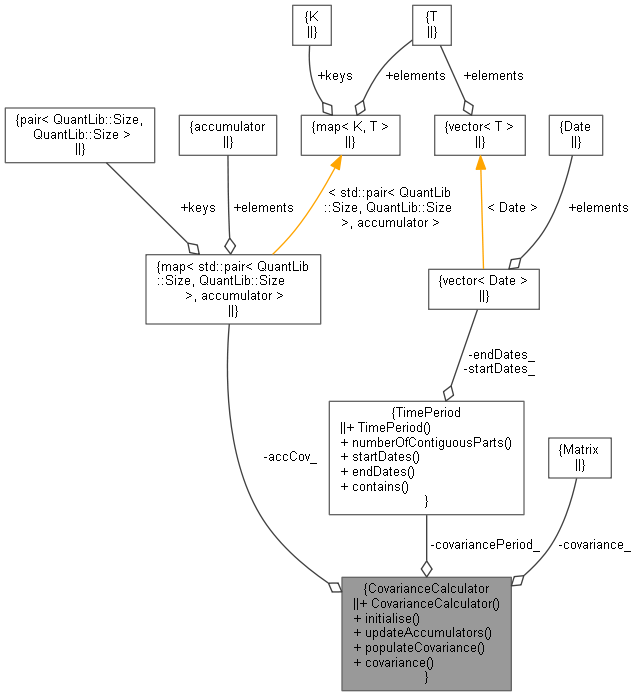 {K
||}
{T
||}
+keys
+elements
+elements
{pair< QuantLib::Size,
QuantLib::Size >
||}
{accumulator
||}
{map< K, T >
||}
{vector< T >
||}
{Date
||}
+keys
+elements
< std::pair< QuantLib
::Size, QuantLib::Size
>, accumulator >
< Date >
+elements
{map< std::pair< QuantLib
::Size, QuantLib::Size
>, accumulator >
||}
{vector< Date >
||}
-endDates_
-startDates_
{TimePeriod
||+ TimePeriod()
+ numberOfContiguousParts()
+ startDates()
+ endDates()
+ contains()
}
{Matrix
||}
-accCov_
-covariancePeriod_
-covariance_
{CovarianceCalculator
||+ CovarianceCalculator()
+ initialise()
+ updateAccumulators()
+ populateCovariance()
+ covariance()
}